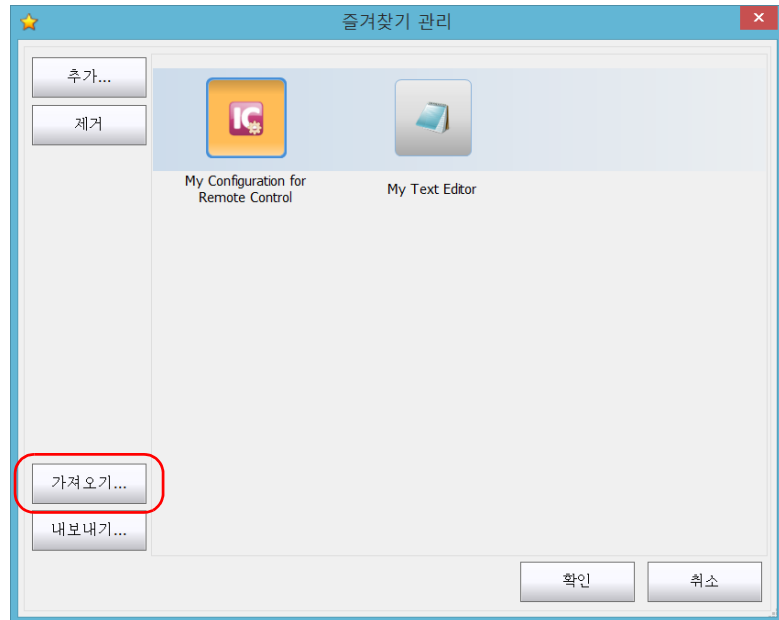 즐겨찾기 관리
추가...
제거
IC
My Configuration for
Remote Control
My Text Editor
가져오기...
내보내기...
확인
취소